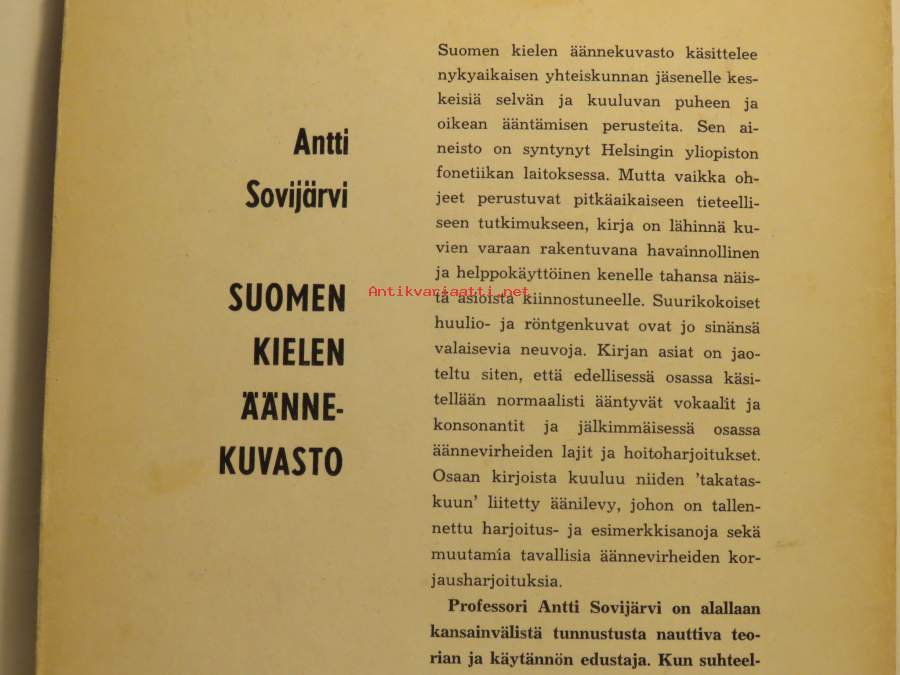 Antti
Sovijärvi
SUOMEN
KIELEN
ÄÄNNE-
KUVASTO
Suomen kielen äännekuvasto käsittelee
nykyaikaisen yhteiskunnan jäsenelle kes-
keisiä selvän ja kuuluvan puheen ja
oikean ääntämisen perusteita. Sen ai-
neisto on syntynyt Helsingin yliopiston
fonetiikan laitoksessa. Mutta vaikka oh-
jeet perustuvat pitkäaikaiseen tieteelli-
seen tutkimukseen, kirja on lähinnä ku-
vien varaan rakentuvana havainnollinen
ja helppokäyttöinen kenelle tahansa näis-
tä asioista kiinnostuneelle. Suurikokoiset
huulio- ja röntgenkuvat ovat jo sinänsä
valaisevia neuvoja. Kirjan asiat on jao-
teltu siten, että edellisessä osassa käsi-
tellään normaalisti ääntyvät vokaalit ja
konsonantit ja jälkimmäisessä osassa
äännevirheiden lajit ja hoitoharjoitukset.
Osaan kirjoista kuuluu niiden 'takatas-
kuun' liitetty äänilevy, johon on tallen-
nettu harjoitus- ja esimerkkisanoja sekä
muutamia tavallisia äännevirheiden kor-
jausharjoituksia.
Professori Antti Sovijärvi on alallaan
kansainvälistä tunnustusta nauttiva teo-
rian ja käytännön edustaja. Kun suhteel-
Antikvariaatti.net